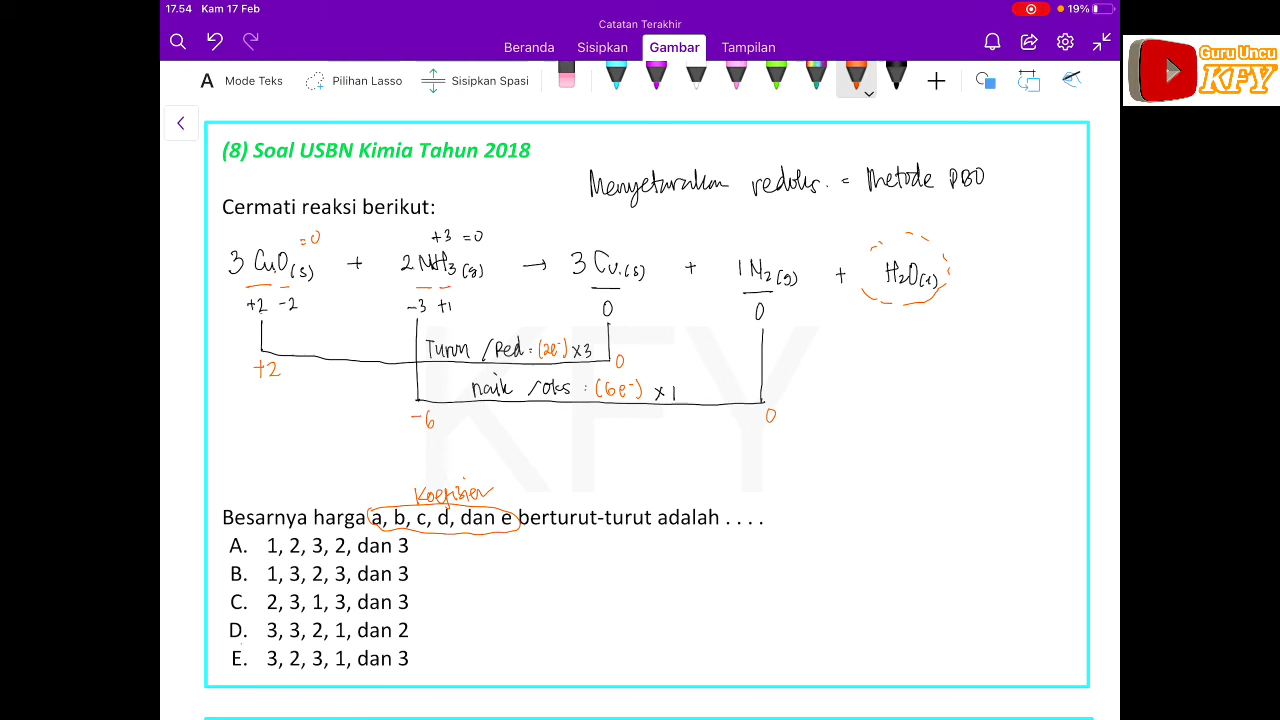 17.54 Kam 17 Feb
19%
Catatan Terakhir
Beranda Sisipkan Gambar Tampilan
A Mode Teks Pilihan Lasso Sisipkan Spasi
Guru Uncu
KFY
(8) Soal USBN Kimia Tahun 2018
Menyetarakan redoks. = Metode PBO
Cermati reaksi berikut:
=0 +3 =0
3 CuO(s) + 2 NH3(g) → 3 Cu(s) + 1 N2(g) + H2O(l)
+2 -2 -3 +1 0 0
Turun /Red : (2e-) x3
+2 0
naik /oks : (6e-) x1
-6 0
KFY
Koefisien
Besarnya harga a, b, c, d, dan e berturut-turut adalah . . . .
A. 1, 2, 3, 2, dan 3
B. 1, 3, 2, 3, dan 3
C. 2, 3, 1, 3, dan 3
D. 3, 3, 2, 1, dan 2
E. 3, 2, 3, 1, dan 3